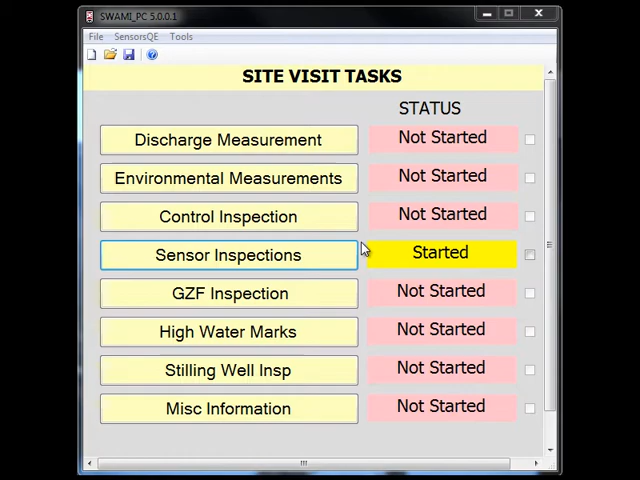 SWAMI_PC 5.0.0.1
File SensorsQE Tools
SITE VISIT TASKS
STATUS
Discharge Measurement Not Started
Environmental Measurements Not Started
Control Inspection Not Started
Sensor Inspections Started
GZF Inspection Not Started
High Water Marks Not Started
Stilling Well Insp Not Started
Misc Information Not Started